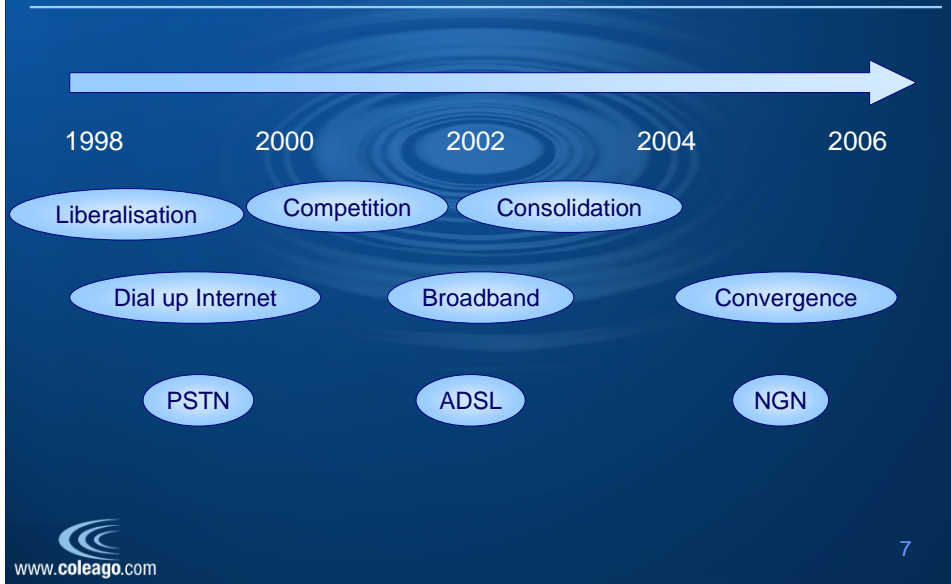 1998 2000 2002 2004 2006
Liberalisation Competition Consolidation
Dial up Internet Broadband Convergence
PSTN ADSL NGN
www.coleago.com
7